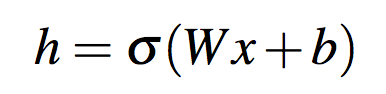 h = σ(Wx + b)